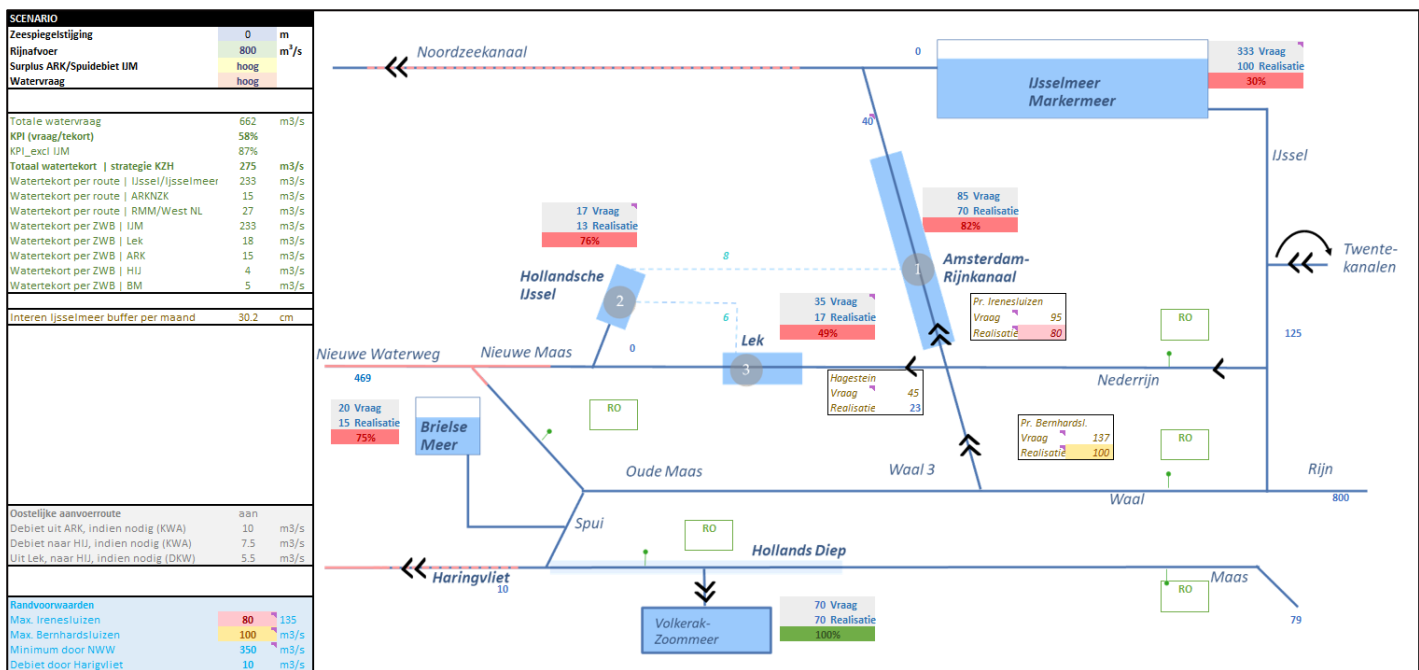 SCENARIO
Zeespiegelstijging 0 m
Rijnafvoer 800 m³/s
Surplus ARK/Spuidebiet IJM hoog
Watervraag hoog
Totale watervraag 662 m3/s
KPI (vraag/tekort) 58%
KPI_excl IJM 87%
Totaal watertekort | strategie KZH 275 m3/s
Watertekort per route | IJssel/Ijsselmeer 233 m3/s
Watertekort per route | ARKNZK 15 m3/s
Watertekort per route | RMM/West NL 27 m3/s
Watertekort per ZWB | IJM 233 m3/s
Watertekort per ZWB | Lek 18 m3/s
Watertekort per ZWB | ARK 15 m3/s
Watertekort per ZWB | HIJ 4 m3/s
Watertekort per ZWB | BM 5 m3/s
Interen Ijsselmeer buffer per maand 30.2 cm
Oostelijke aanvoerroute aan
Debiet uit ARK, indien nodig (KWA) 10 m3/s
Debiet naar HIJ, indien nodig (KWA) 7.5 m3/s
Uit Lek, naar HIJ, indien nodig (DKW) 5.5 m3/s
Randvoorwaarden
Max. Irenesluizen 80 135
Max. Bernhardsluizen 100 m3/s
Minimum door NWW 350 m3/s
Debiet door Harigvliet 10 m3/s
Noordzeekanaal
0
IJsselmeer
Markermeer
333 Vraag
100 Realisatie
30%
40
IJssel
85 Vraag
70 Realisatie
82%
17 Vraag
13 Realisatie
76%
Hollandsche
IJssel
2
8
1
Amsterdam-
Rijnkanaal
Twente-
kanalen
6
35 Vraag
17 Realisatie
49%
Pr. Irenesluizen
Vraag 95
Realisatie 80
RO
125
Lek
3
0
Nieuwe Waterweg
Nieuwe Maas
469
Nederrijn
Hagestein
Vraag 45
Realisatie 23
20 Vraag
15 Realisatie
75%
Brielse
Meer
RO
Pr. Bernhardsl.
Vraag 137
Realisatie 100
RO
Oude Maas
Waal 3
Waal
Rijn
800
Spui
RO
Hollands Diep
Haringvliet
10
Maas
RO
79
Volkerak-
Zoommeer
70 Vraag
70 Realisatie
100%